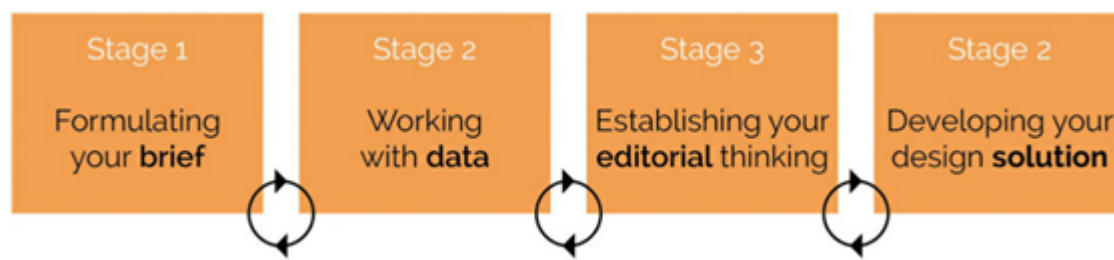 Stage 1
Formulating
your brief
Stage 2
Working
with data
Stage 3
Establishing your
editorial thinking
Stage 2
Developing your
design solution